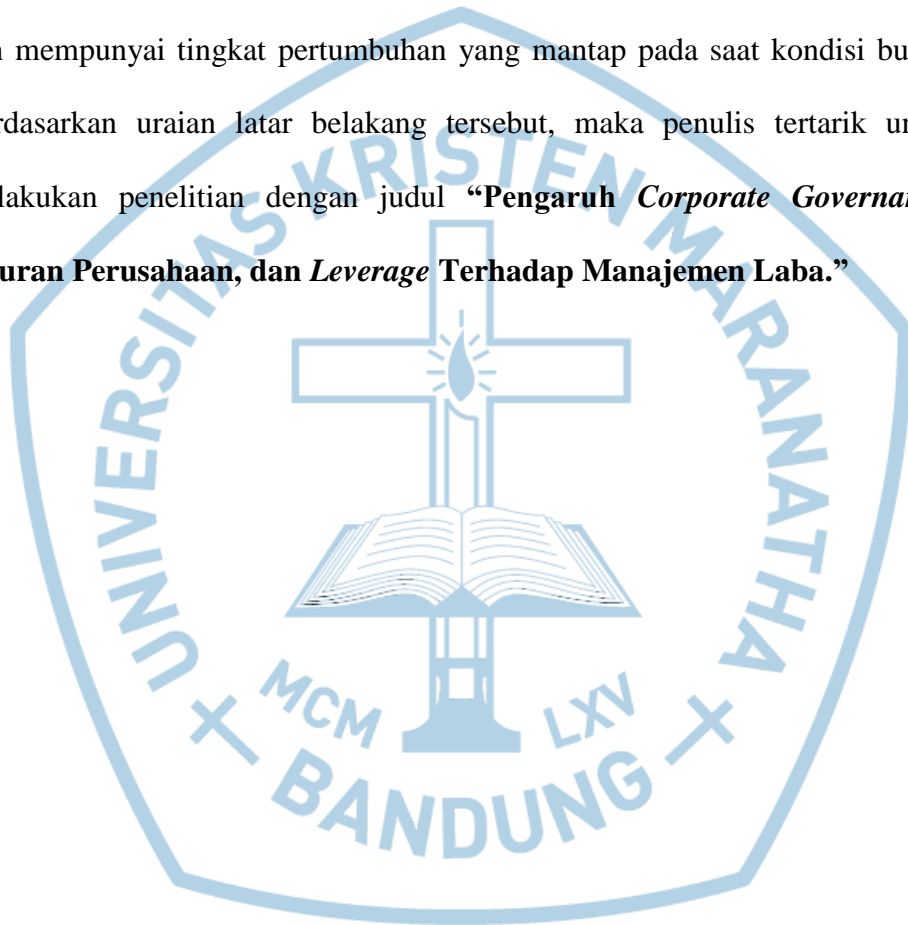 n mempunyai tingkat pertumbuhan yang mantap pada saat kondisi bu
rdasarkan uraian latar belakang tersebut, maka penulis tertarik un
lakukan penelitian dengan judul “Pengaruh Corporate Governa
uran Perusahaan, dan Leverage Terhadap Manajemen Laba.”
UNIVERSITAS KRISTEN MARANATHA
MCM LXV
BANDUNG